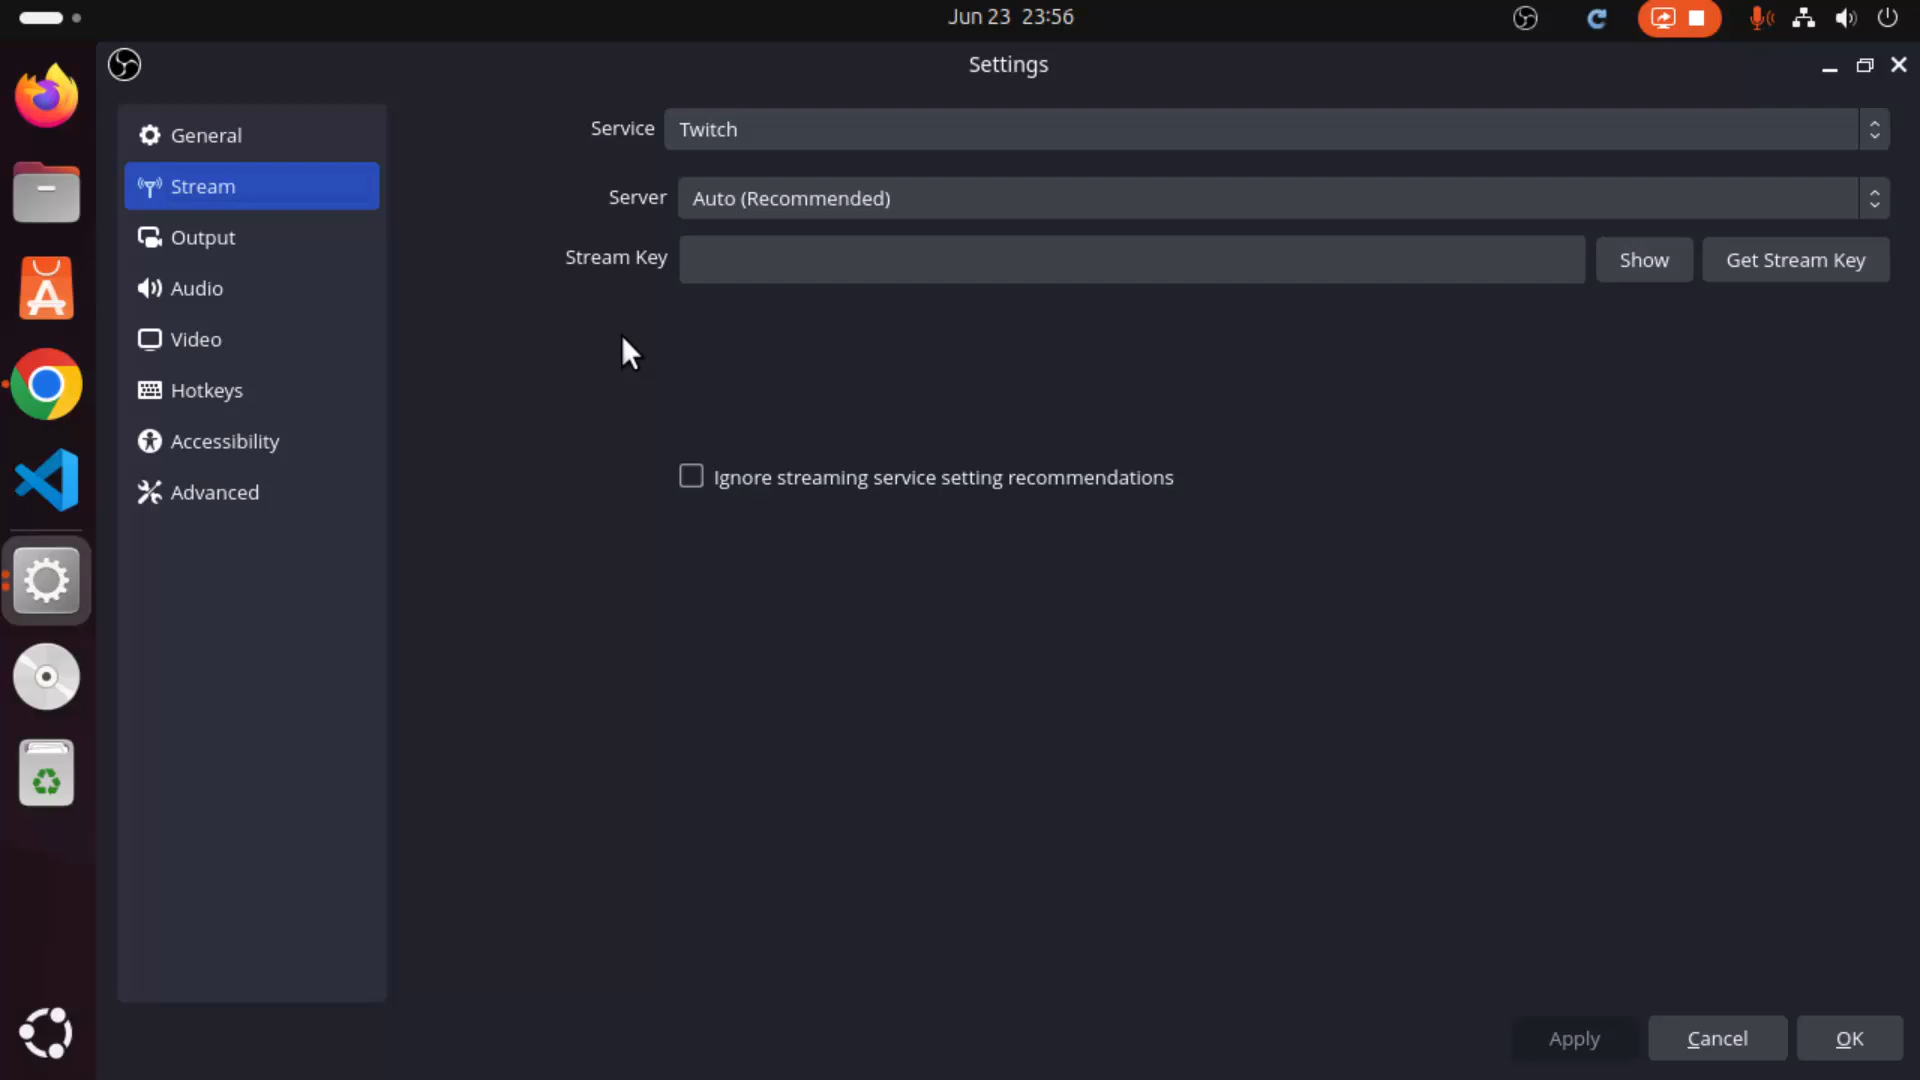 Jun 23 23:56
Settings
General
Stream
Output
Audio
Video
Hotkeys
Accessibility
Advanced
Service Twitch
Server Auto (Recommended)
Stream Key Show Get Stream Key
Ignore streaming service setting recommendations
Apply Cancel OK